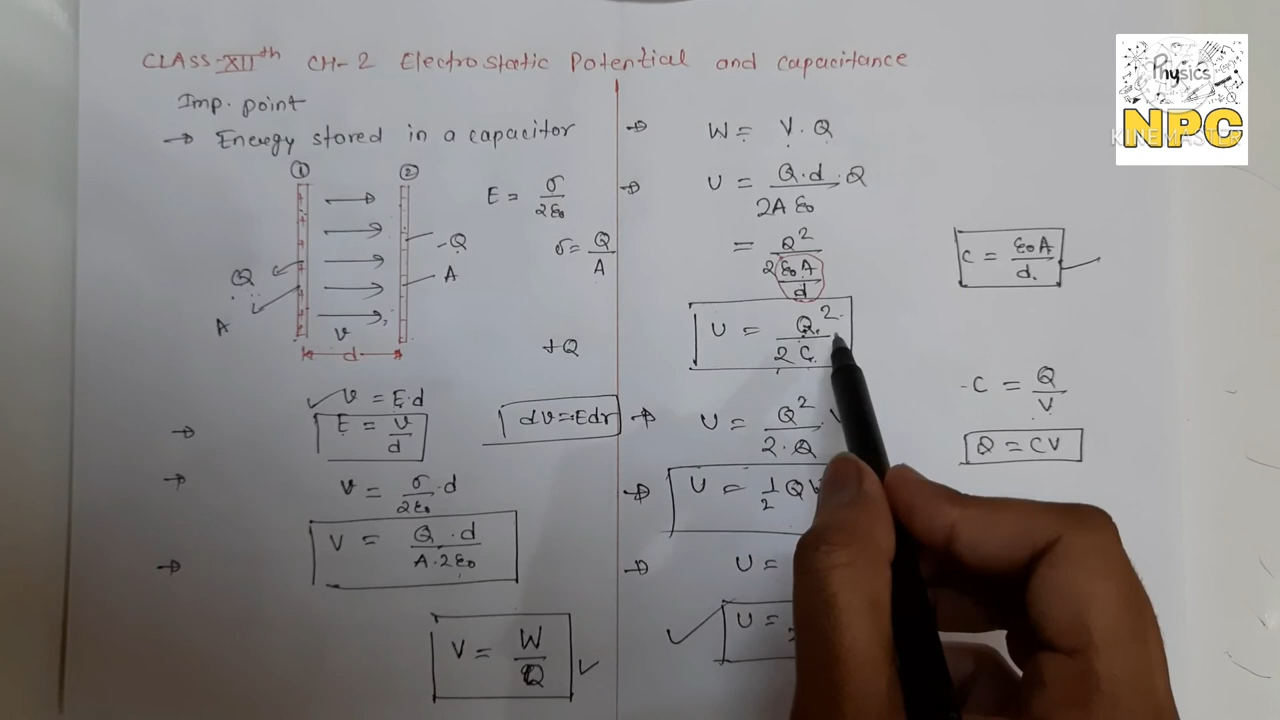 CLASS-XIIth CH-2 Electrostatic Potential and capacitance
Imp. point
→ Energy stored in a capacitor
① ②
E = σ/2ε₀
σ = Q/A
Q
-Q
A
A
V
d
+Q
✓ V = E·d
→ E = V/d
dV = Edr
→ V = σ/2ε₀ · d
→ V = Q·d/A·2ε₀
V = W/Q ✓
→ W = V·Q
→ U = Q·d·Q/2Aε₀
= Q²/2 ε₀A/d
C = ε₀A/d.
U = Q²/2C
C = Q/V
Q = CV
→ U = Q²/2·Q
→ U = 1/2 Q
→ U =
✓ U =
Physics
NPC
KINEMASTER